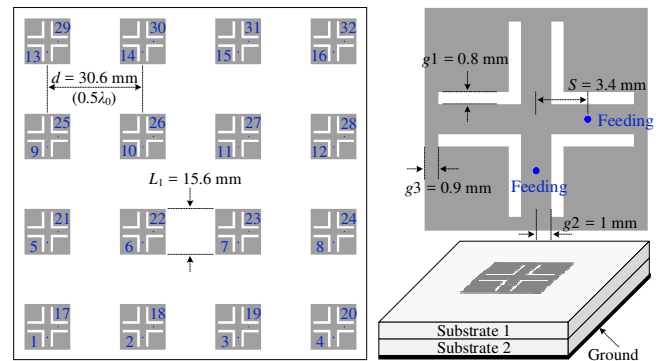 29 30 31 32
13 14 15 16
d = 30.6 mm
(0.5λ₀)
25 26 27 28
9 10 11 12
L₁ = 15.6 mm
21 22 23 24
5 6 7 8
17 18 19 20
1 2 3 4
g1 = 0.8 mm
S = 3.4 mm
Feeding
g3 = 0.9 mm
Feeding
g2 = 1 mm
Substrate 1
Substrate 2
Ground